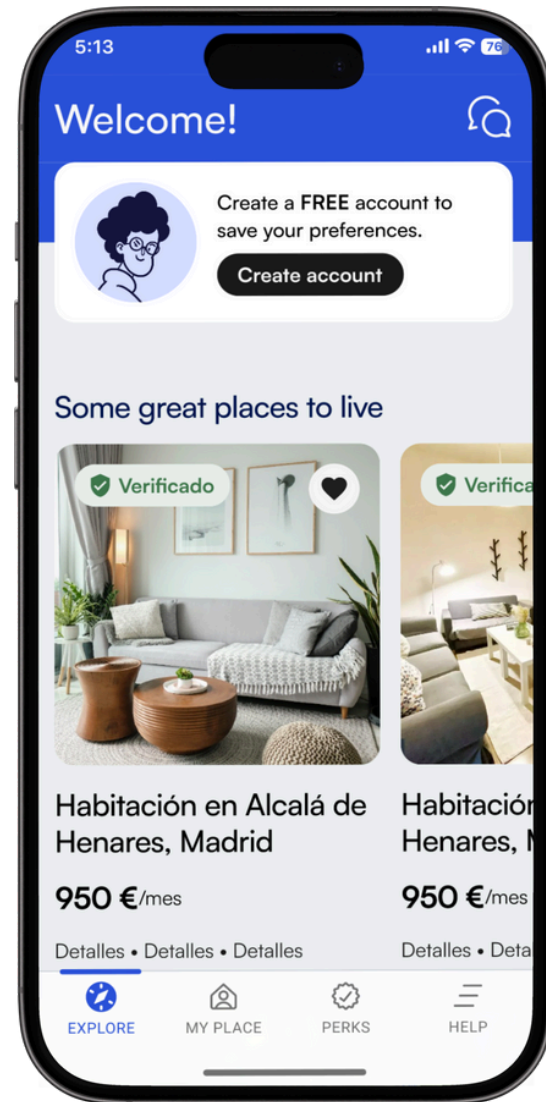 5:13
76
Welcome!
Create a FREE account to
save your preferences.
Create account
Some great places to live
Verificado
Verifica
Habitación en Alcalá de
Henares, Madrid
950 €/mes
Detalles • Detalles • Detalles
Habitación
Henares,
950 €/mes
Detalles • Deta
EXPLORE
MY PLACE
PERKS
HELP